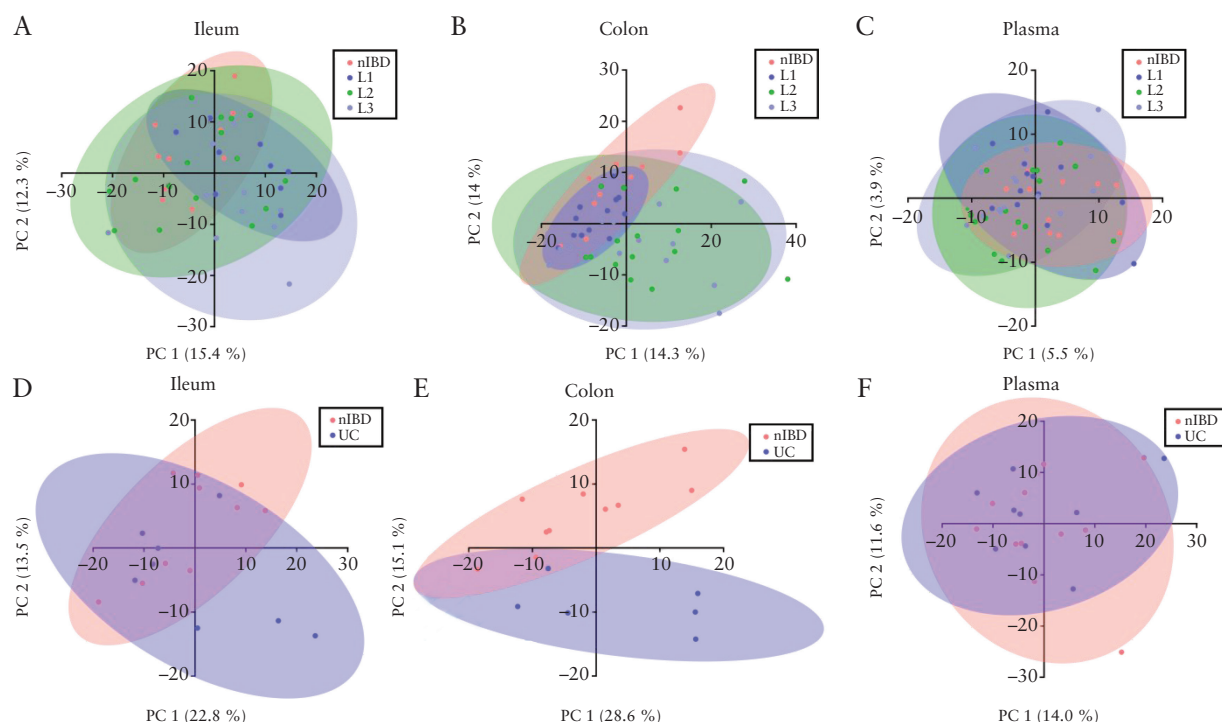 A
Ileum
nIBD
L1
L2
L3
20
10
−30
−20
−10
10
20
−10
−20
−30
PC 2 (12.3 %)
PC 1 (15.4 %)
B
Colon
nIBD
L1
L2
L3
30
20
10
−20
20
40
−10
−20
PC 2 (14 %)
PC 1 (14.3 %)
C
Plasma
nIBD
L1
L2
L3
20
10
−20
−10
10
20
−10
−20
PC 2 (3.9 %)
PC 1 (5.5 %)
D
Ileum
nIBD
UC
20
10
−20
−10
10
20
30
−10
−20
PC 2 (13.5 %)
PC 1 (22.8 %)
E
Colon
nIBD
UC
20
10
−20
−10
10
20
−10
−20
PC 2 (15.1 %)
PC 1 (28.6 %)
F
Plasma
nIBD
UC
20
10
−20
−10
10
20
30
−10
−20
−30
PC 2 (11.6 %)
PC 1 (14.0 %)